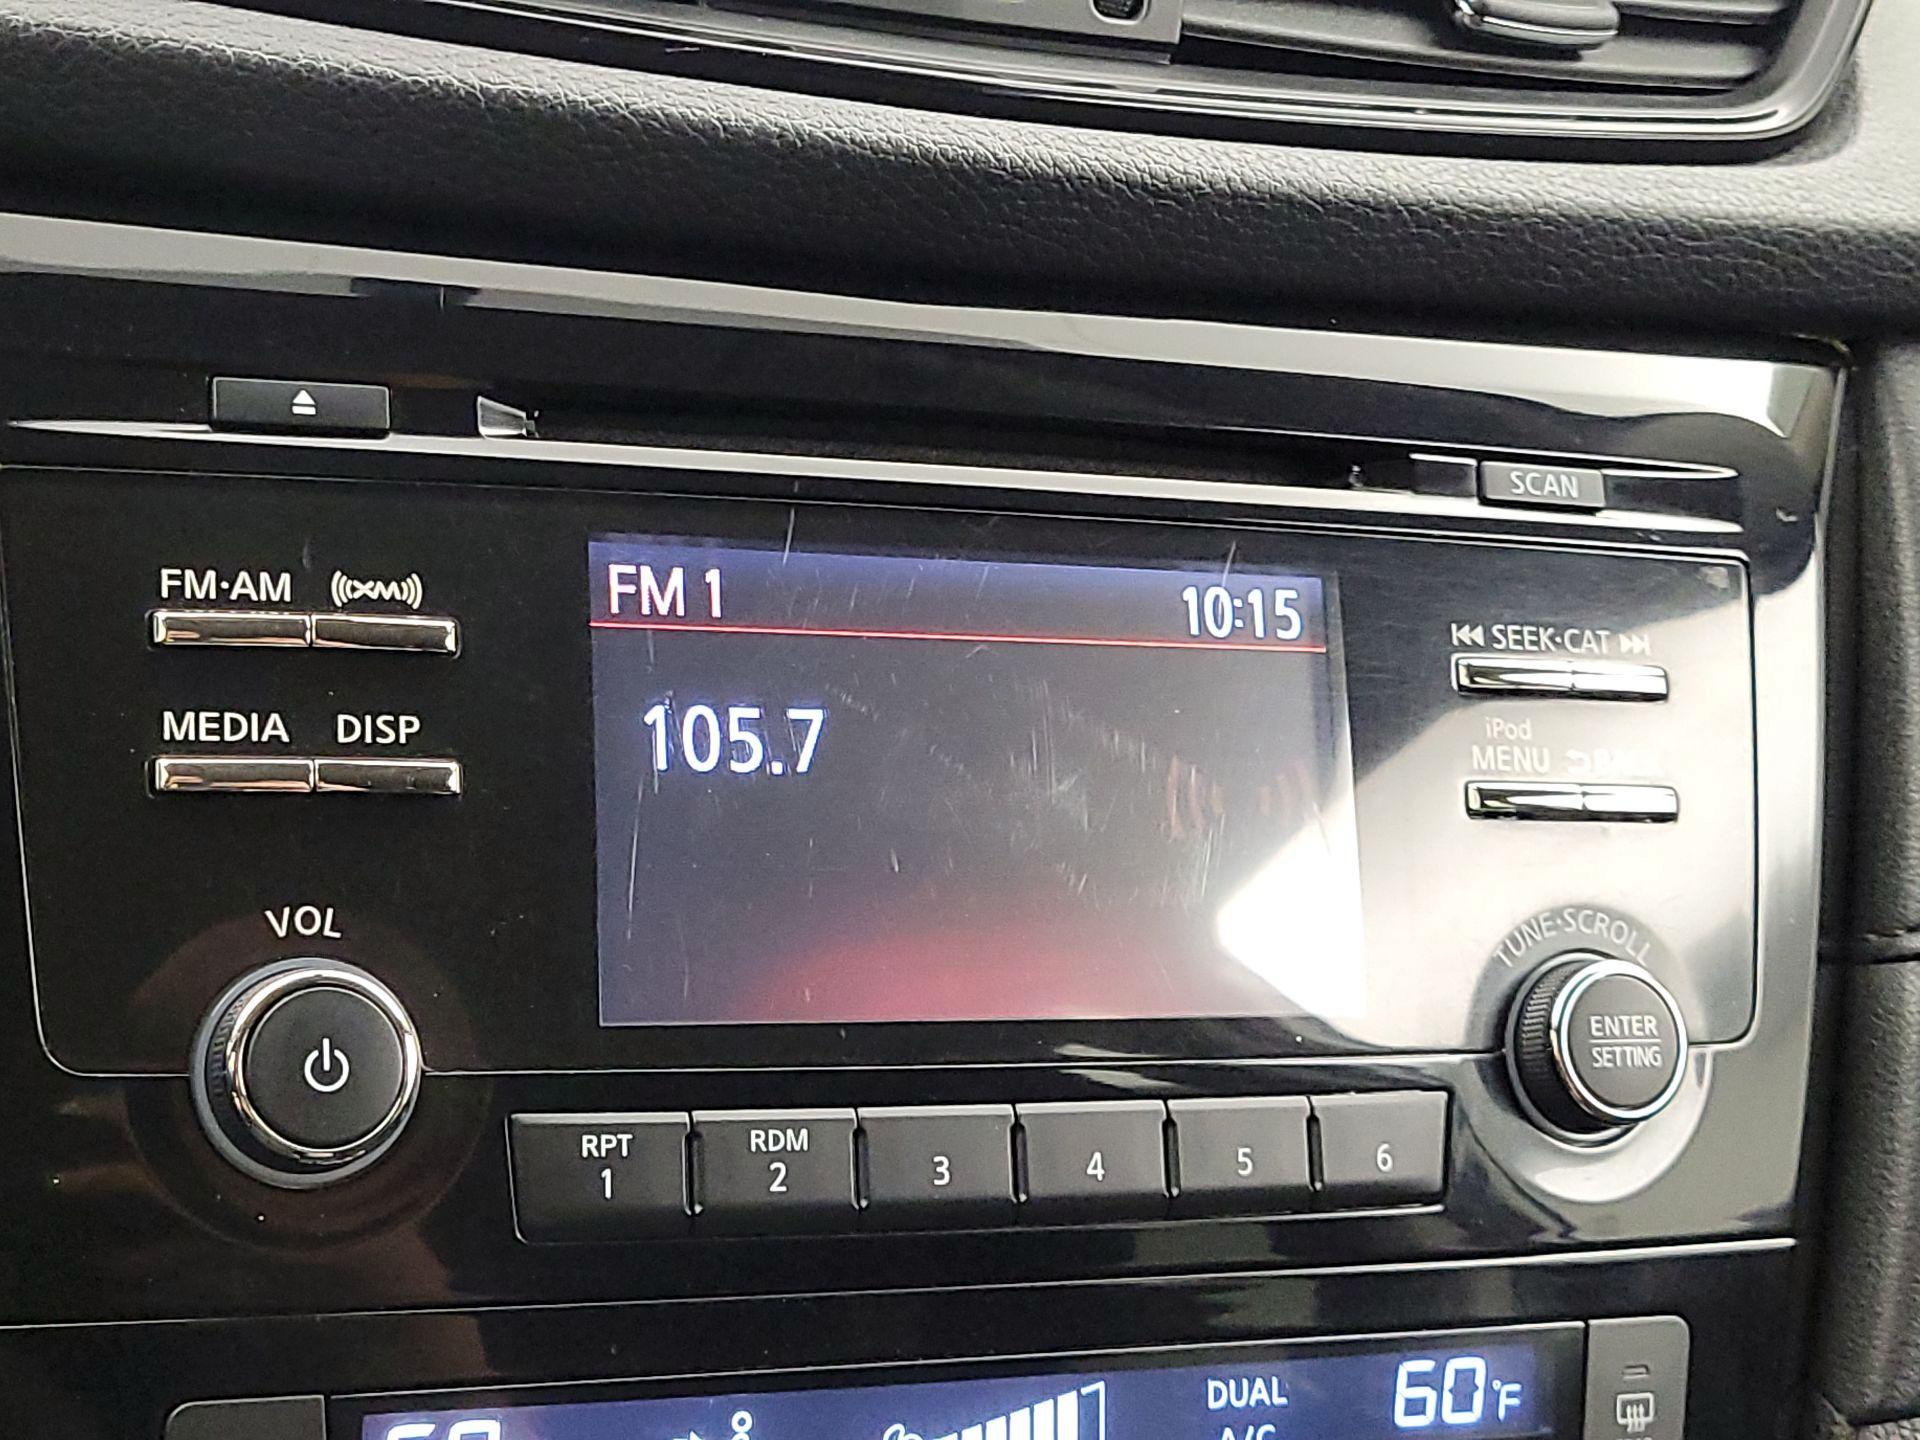 SCAN
FM·AM XM
FM 1 10:15
SEEK·CAT
105.7
MEDIA DISP
iPod
MENU
VOL
TUNE·SCROLL
ENTER
SETTING
RPT
1
RDM
2
3
4
5
6
DUAL
A/C
60°F